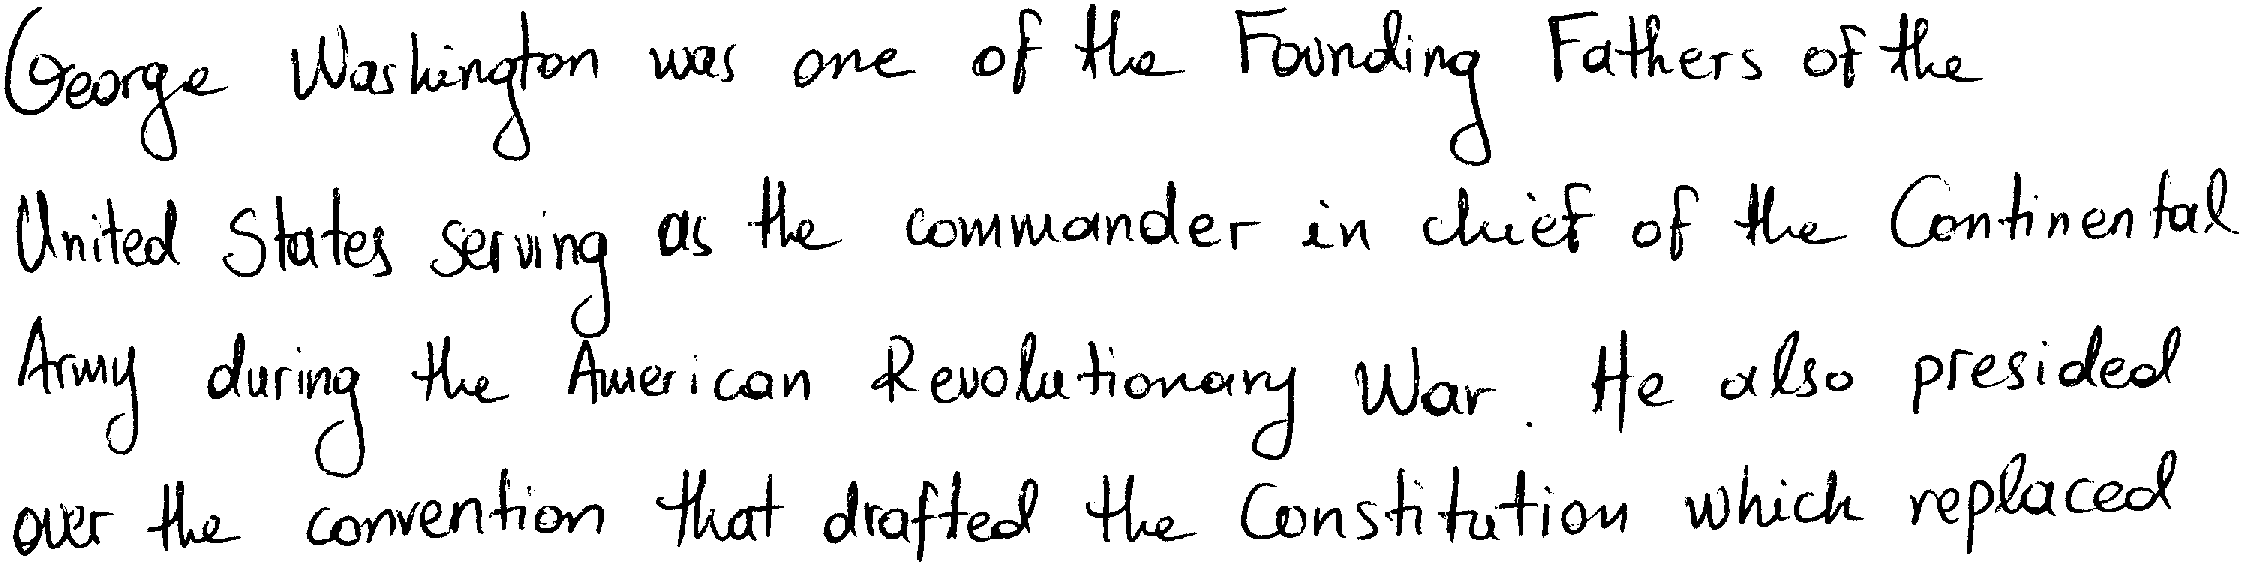 George Washington was one of the Founding Fathers of the
United States serving as the commander in chief of the Continental
Army during the American Revolutionary War. He also presided
over the convention that drafted the Constitution which replaced